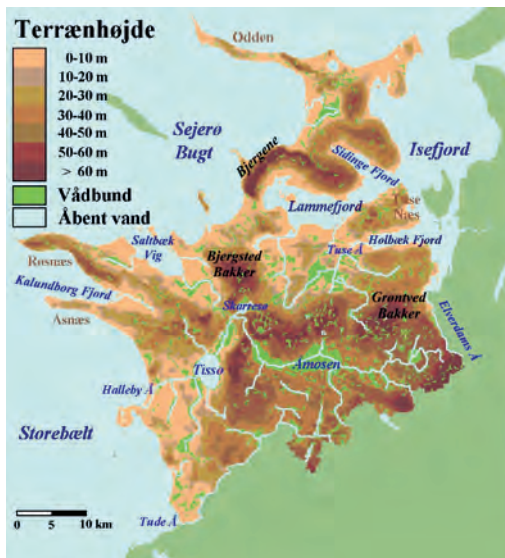 Terrænhøjde
0-10 m
10-20 m
20-30 m
30-40 m
40-50 m
50-60 m
> 60 m
Vådbund
Åbent vand
Odden
Sejerø
Bugt
Isefjord
Bjergene
Sidinge Fjord
Lammefjord
Tuse
Næs
Saltbæk
Vig
Tuse Å
Holbæk Fjord
Røsnæs
Bjergsted
Bakker
Kalundborg Fjord
Grøntved
Bakker
Skarresø
Asnæs
Elverdams Å
Tissø
Åmosen
Halleby Å
Storebælt
0 5 10 km
Tude Å